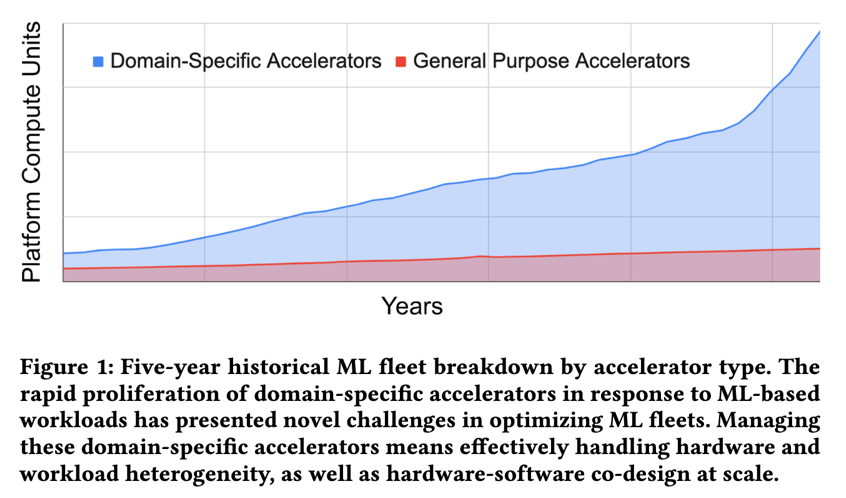 Platform Compute Units
Domain-Specific Accelerators General Purpose Accelerators
Years
Figure 1: Five-year historical ML fleet breakdown by accelerator type. The
rapid proliferation of domain-specific accelerators in response to ML-based
workloads has presented novel challenges in optimizing ML fleets. Managing
these domain-specific accelerators means effectively handling hardware and
workload heterogeneity, as well as hardware-software co-design at scale.